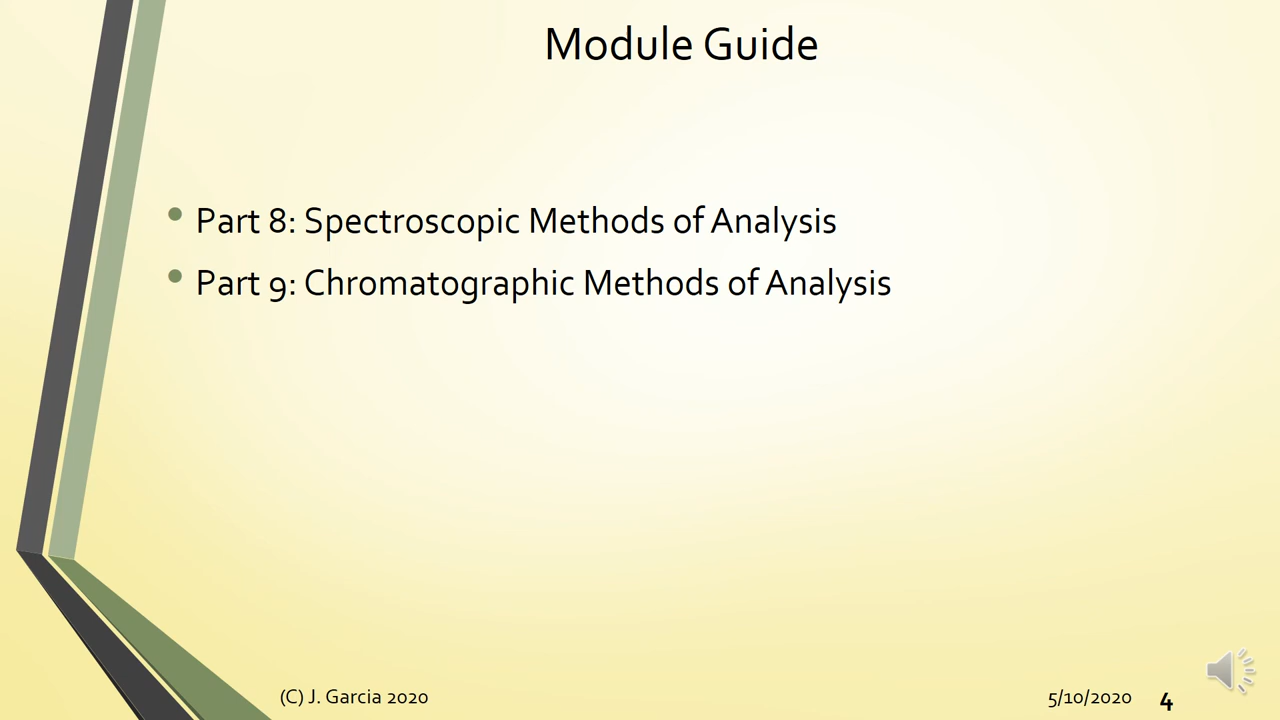 Module Guide
• Part 8: Spectroscopic Methods of Analysis
• Part 9: Chromatographic Methods of Analysis
(C) J. Garcia 2020
5/10/2020
4